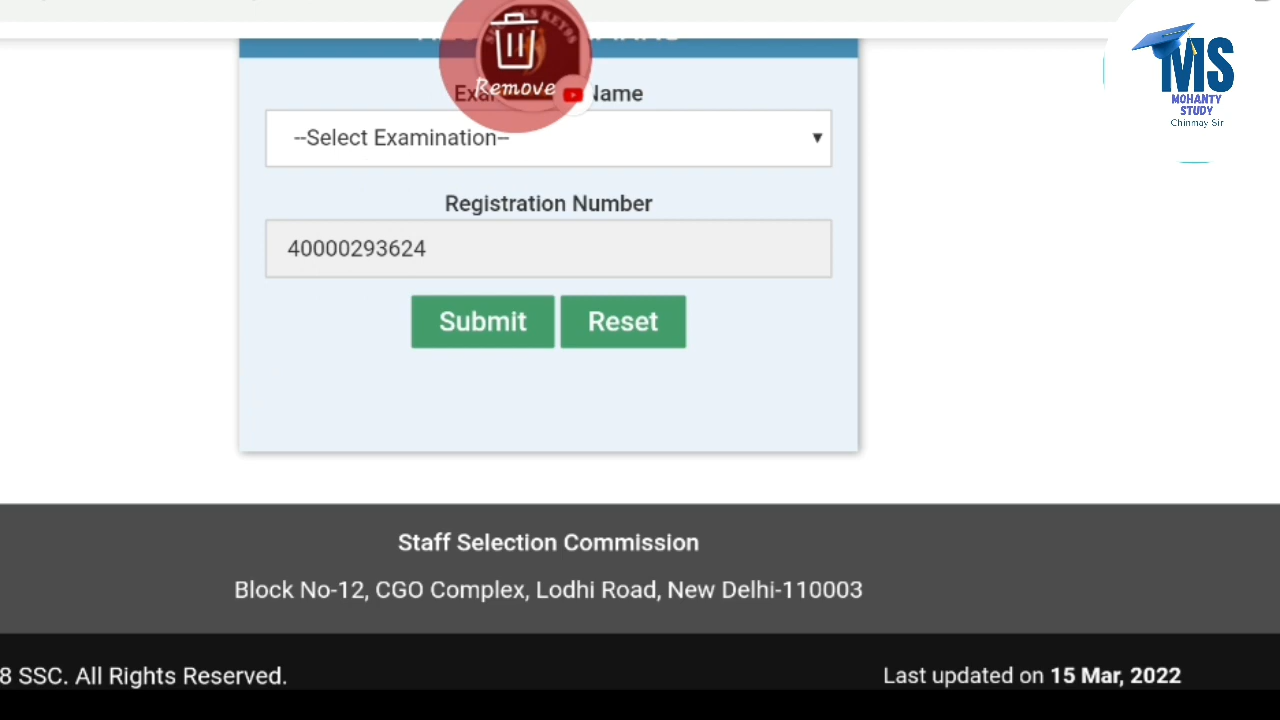 Remove
Name
--Select Examination--
Registration Number
40000293624
Submit Reset
Staff Selection Commission
Block No-12, CGO Complex, Lodhi Road, New Delhi-110003
8 SSC. All Rights Reserved.
Last updated on 15 Mar, 2022
MS
MOHANTY
STUDY
Chinmay Sir